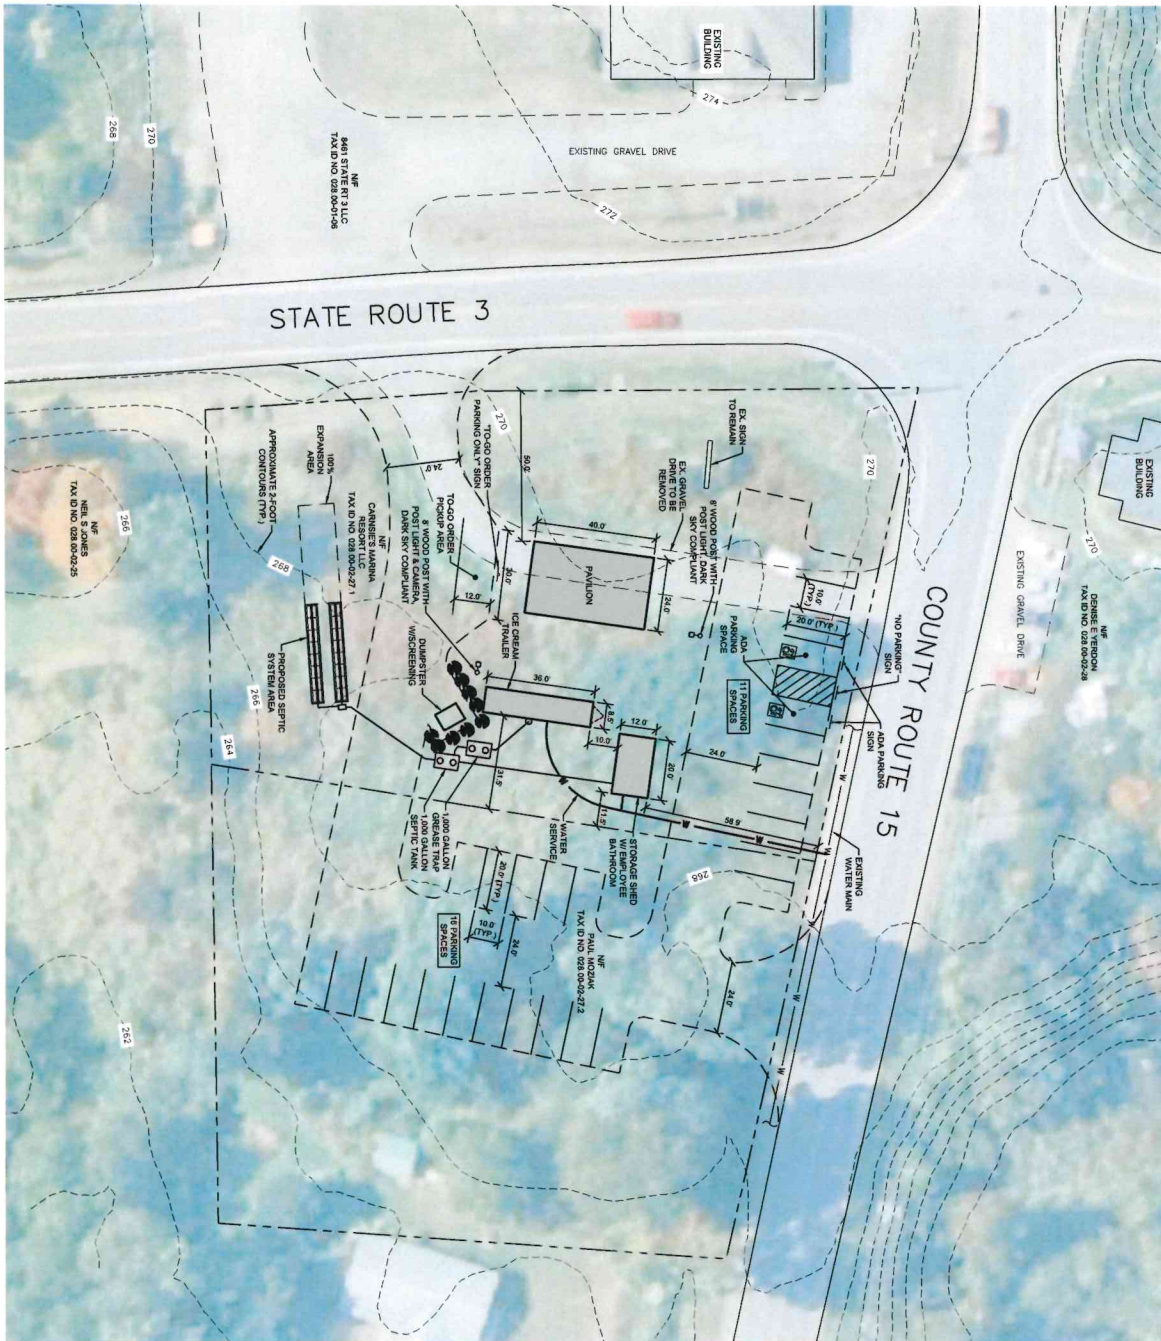 EXISTING
BUILDING
274
268
270
N/F
8461 STATE RT 3 LLC
TAX ID NO. 028.00-01-06
EXISTING GRAVEL DRIVE
272
STATE ROUTE 3
EXISTING
BUILDING
270
EXISTING GRAVEL DRIVE
N/F
DENISE E YERDON
TAX ID NO. 028.00-02-28
COUNTY ROUTE 15
270
EX. SIGN
TO REMAIN
"NO PARKING"
SIGN
270
50.0'
"TO-GO ORDER
PARKING ONLY" SIGN
EX. GRAVEL
DRIVE TO BE
REMOVED
24.0'
100%
EXPANSION
AREA
APPROXIMATE 2-FOOT
CONTOURS (TYP.)
266
N/F
NEIL S JONES
TAX ID NO. 028.00-02-25
N/F
CARNSIE'S MARINA
RESORT LLC
TAX ID NO. 028.00-02-27.1
TO-GO ORDER
PICKUP AREA
8' WOOD POST WITH
POST LIGHT & CAMERA,
DARK SKY COMPLIANT
12.0'
30.0'
40.0'
PAVILION
24.0'
8' WOOD POST WITH
POST LIGHT, DARK
SKY COMPLIANT
10.0'
(TYP.)
20.0' (TYP.)
ADA
PARKING
SPACE
ADA PARKING
SIGN
268
ICE CREAM
TRAILER
DUMPSTER
W/SCREENING
36.0'
8.5'
11 PARKING
SPACES
PROPOSED SEPTIC
SYSTEM AREA
266
264
10.0'
12.0'
20.0'
24.0'
W
31.5'
11.5'
58.9'
W
W
W
W
W
EXISTING
WATER MAIN
1,000 GALLON
GREASE TRAP
1,000 GALLON
SEPTIC TANK
WATER
SERVICE
STORAGE SHED
W/ EMPLOYEE
BATHROOM
268
W
20.0' (TYP.)
10.0'
(TYP.)
24.0'
16 PARKING
SPACES
N/F
PAUL MOZIAK
TAX ID NO. 028.00-02-27.2
24.0'
W
W
262